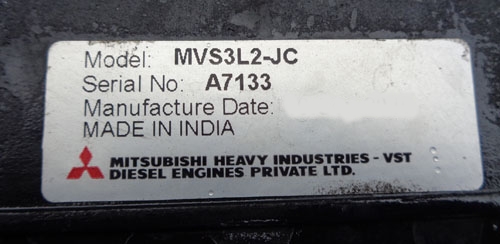 Model: MVS3L2-JC
Serial No: A7133
Manufacture Date:
MADE IN INDIA
MITSUBISHI HEAVY INDUSTRIES - VST
DIESEL ENGINES PRIVATE LTD.